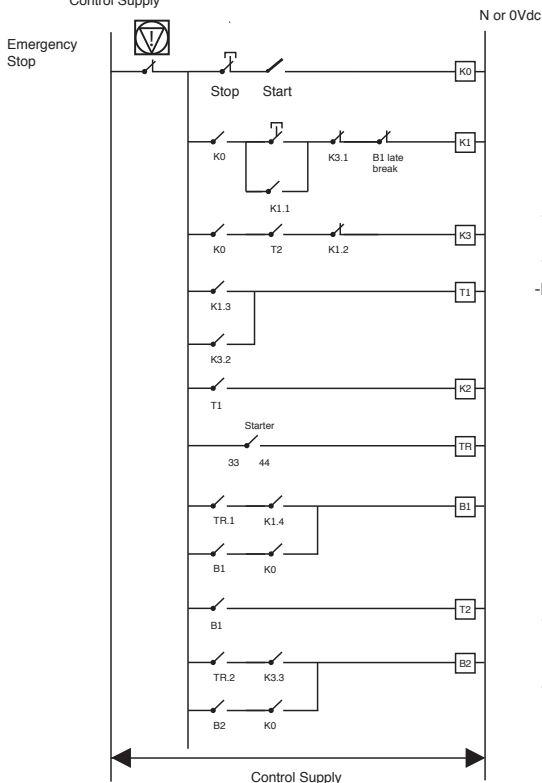 Control Supply
N or 0Vdc
Emergency
Stop
K0
Stop Start
K1
K0 K3.1 B1 late
break
K1.1
K3
K0 T2 K1.2
T1
K1.3
K3.2
K2
T1
Starter
TR
33 44
B1
TR.1 K1.4
B1 K0
T2
B1
B2
TR.2 K3.3
B2 K0
Control Supply